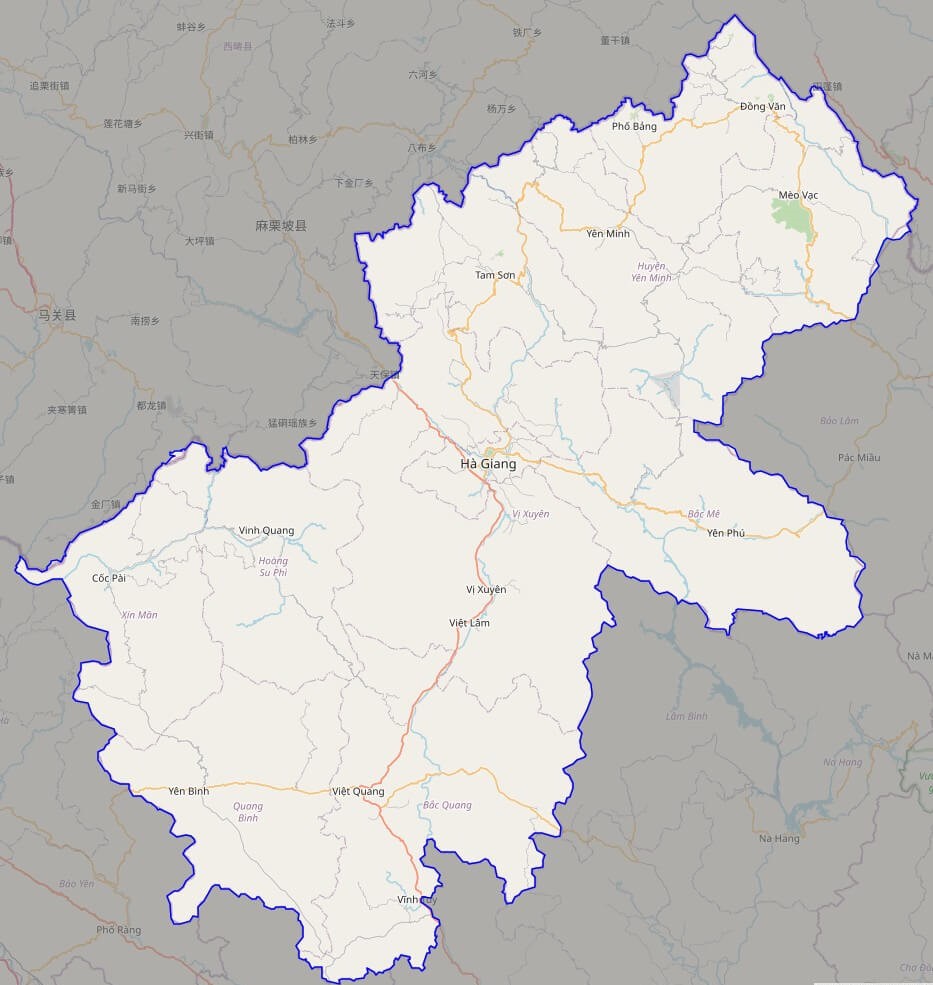 蚌谷乡
法斗乡
铁厂乡
董干镇
西畴县
六河乡
追栗街镇
田蓬镇
杨万乡
Đồng Văn
莲花塘乡
兴街镇
Phố Bảng
柏林乡
八布乡
下金厂乡
新马街乡
Mèo Vạc
麻栗坡县
大坪镇
Yên Minh
Huyện
Yên Minh
Tam Sơn
马关县
南捞乡
天保镇
夹寒箐镇
都龙镇
猛硐瑶族乡
Bảo Lâm
Pác Miầu
Hà Giang
金厂镇
Vị Xuyên
Bắc Mê
Yên Phú
Vinh Quang
Hoàng
Su Phì
Cốc Pài
Xín Mần
Vị Xuyên
Việt Lâm
Nà Mạ
Lâm Bình
Na Hang
Yên Bình
Việt Quang
Quang
Bình
Bắc Quang
Na Hang
Bảo Yên
Vĩnh Tuy
Phố Ràng
Chợ Đồ